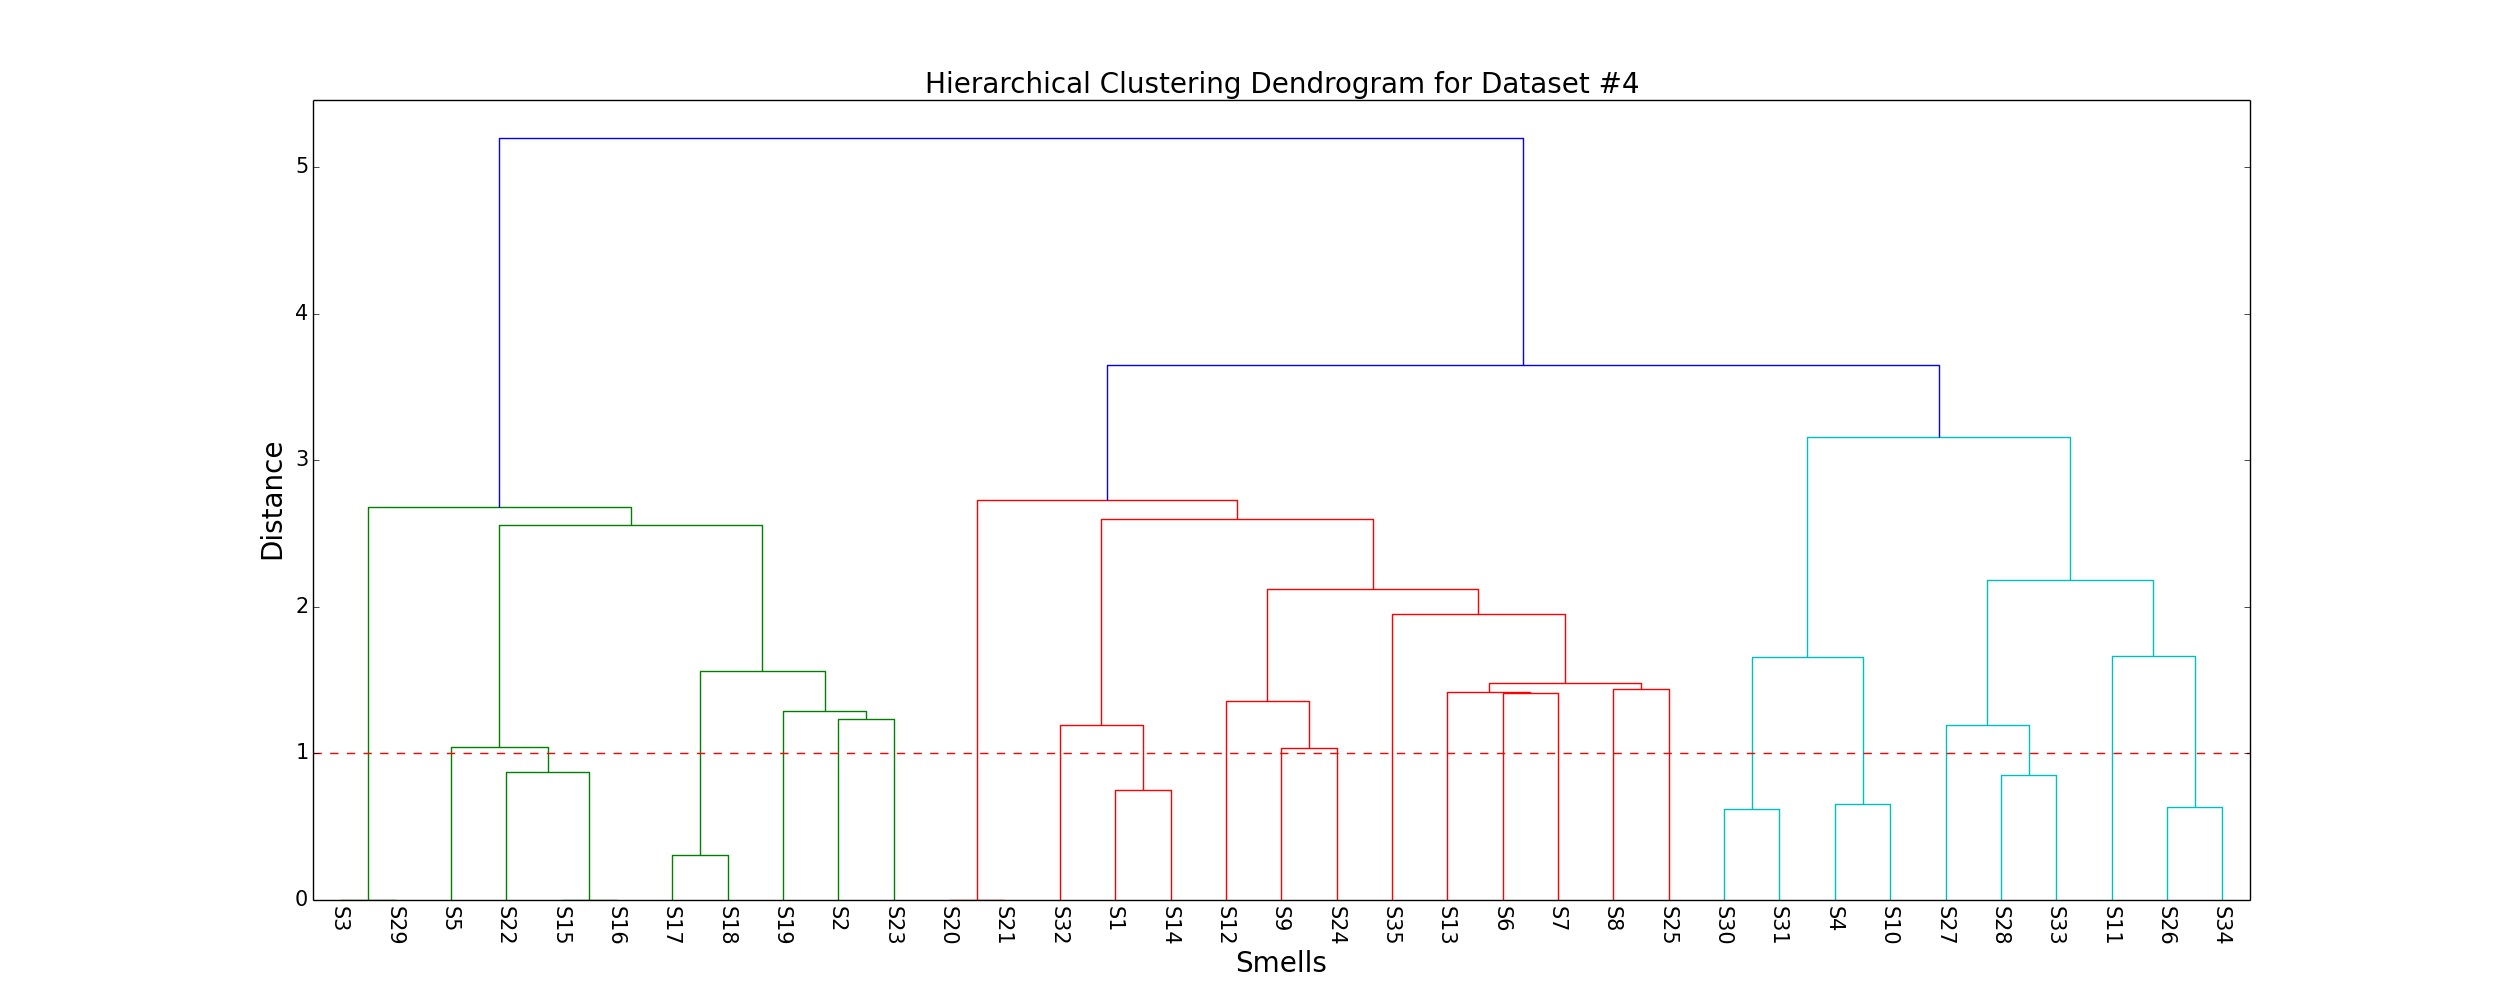 Hierarchical Clustering Dendrogram for Dataset #4
5
4
3
2
1
0
Distance
S3 S29 S5 S22 S15 S16 S17 S18 S19 S2 S23 S20 S21 S32 S1 S14 S12 S9 S24 S35 S13 S6 S7 S8 S25 S30 S31 S4 S10 S27 S28 S33 S11 S26 S34
Smells